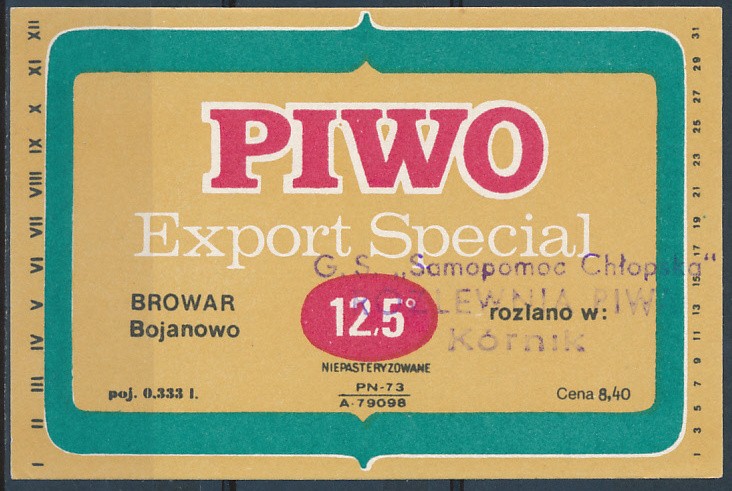 PIWO
Export Special
G.S. „Samopomoc Chłopska"
ROZLEWNIA PIW
Kórnik
BROWAR
Bojanowo
12,5°
rozlano w:
NIEPASTERYZOWANE
PN-73
A-79098
poj. 0,333 l.
Cena 8,40
I II III IV V VI VII VIII IX X XI XII
1 3 5 7 9 11 13 15 17 19 21 23 25 27 29 31